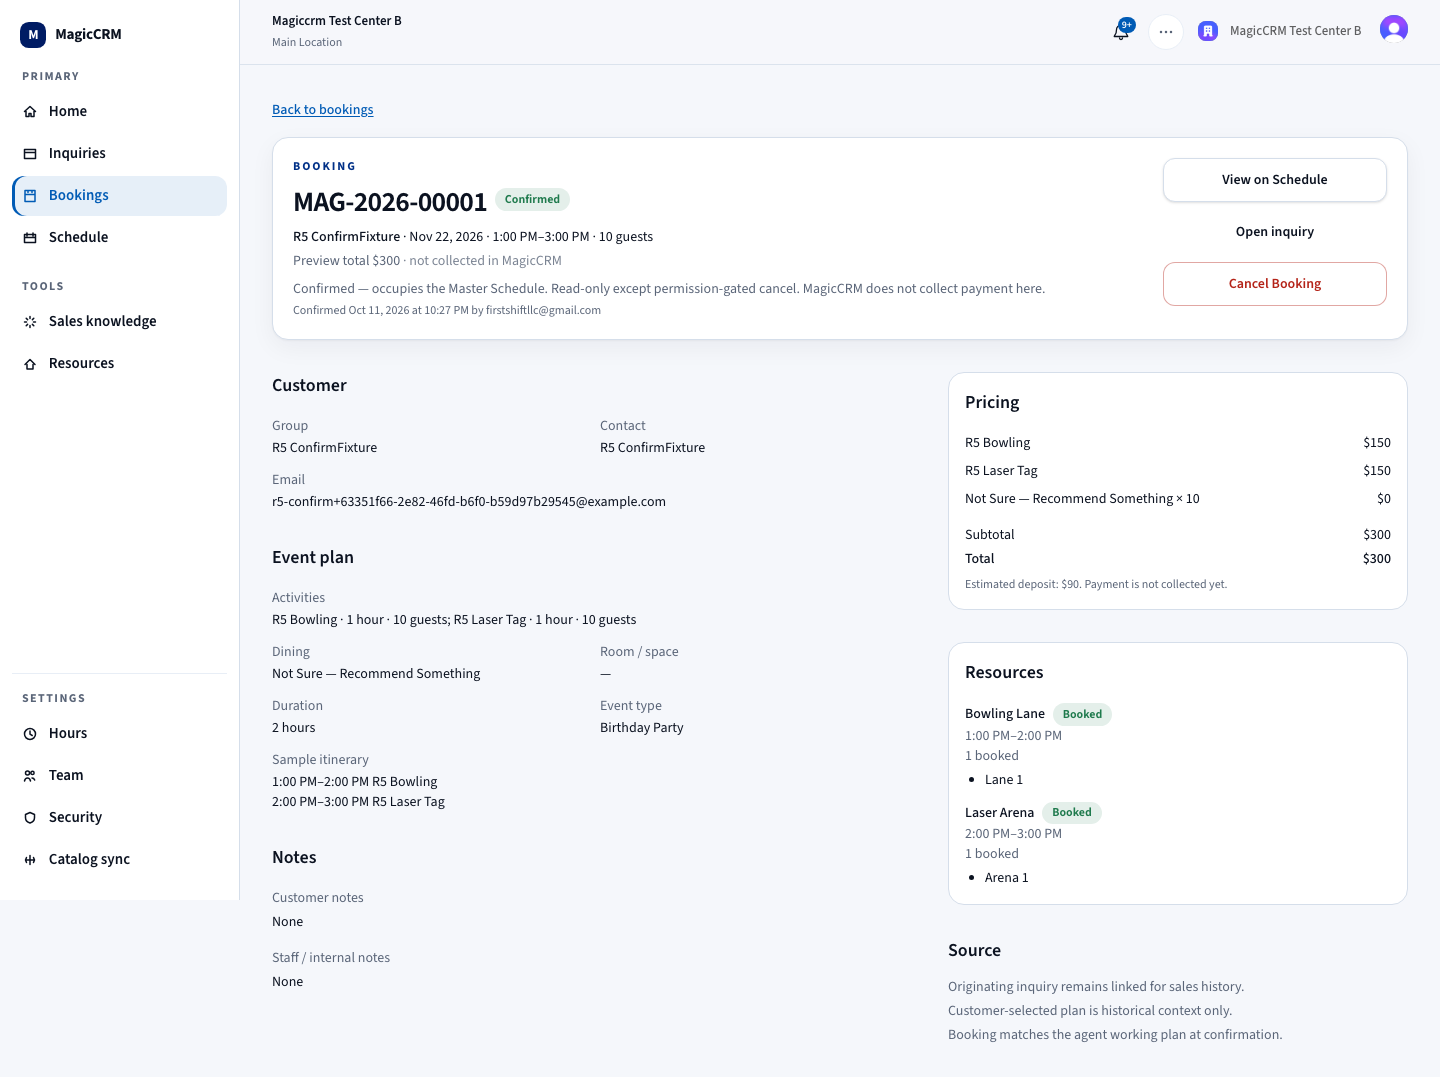 M MagicCRM
PRIMARY
Home
Inquiries
Bookings
Schedule
TOOLS
Sales knowledge
Resources
SETTINGS
Hours
Team
Security
Catalog sync
Magiccrm Test Center B
Main Location
9+
MagicCRM Test Center B
Back to bookings
BOOKING
MAG-2026-00001 Confirmed
R5 ConfirmFixture · Nov 22, 2026 · 1:00 PM–3:00 PM · 10 guests
Preview total $300 · not collected in MagicCRM
Confirmed — occupies the Master Schedule. Read-only except permission-gated cancel. MagicCRM does not collect payment here.
Confirmed Oct 11, 2026 at 10:27 PM by firstshiftllc@gmail.com
View on Schedule
Open inquiry
Cancel Booking
Customer
Group
R5 ConfirmFixture
Contact
R5 ConfirmFixture
Email
r5-confirm+63351f66-2e82-46fd-b6f0-b59d97b29545@example.com
Event plan
Activities
R5 Bowling · 1 hour · 10 guests; R5 Laser Tag · 1 hour · 10 guests
Dining
Not Sure — Recommend Something
Room / space
—
Duration
2 hours
Event type
Birthday Party
Sample itinerary
1:00 PM–2:00 PM R5 Bowling
2:00 PM–3:00 PM R5 Laser Tag
Notes
Customer notes
None
Staff / internal notes
None
Pricing
R5 Bowling $150
R5 Laser Tag $150
Not Sure — Recommend Something × 10 $0
Subtotal $300
Total $300
Estimated deposit: $90. Payment is not collected yet.
Resources
Bowling Lane Booked
1:00 PM–2:00 PM
1 booked
• Lane 1
Laser Arena Booked
2:00 PM–3:00 PM
1 booked
• Arena 1
Source
Originating inquiry remains linked for sales history.
Customer-selected plan is historical context only.
Booking matches the agent working plan at confirmation.